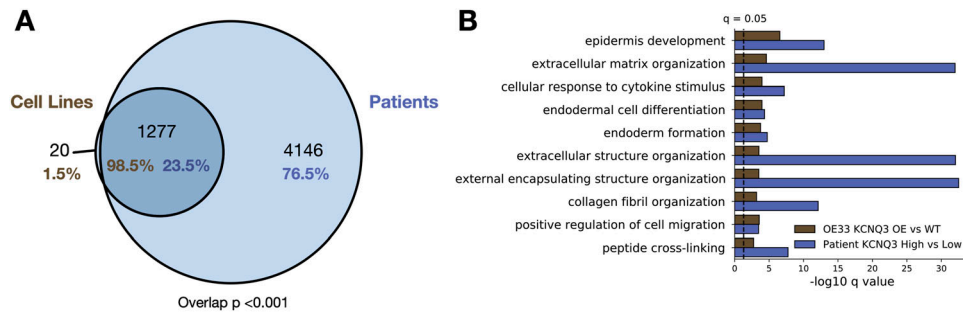 A
Cell Lines
Patients
1277
20
4146
1.5%
98.5%
23.5%
76.5%
Overlap p <0.001
B
q = 0.05
epidermis development
extracellular matrix organization
cellular response to cytokine stimulus
endodermal cell differentiation
endoderm formation
extracellular structure organization
external encapsulating structure organization
collagen fibril organization
positive regulation of cell migration
peptide cross-linking
OE33 KCNQ3 OE vs WT
Patient KCNQ3 High vs Low
0 5 10 15 20 25 30
-log10 q value